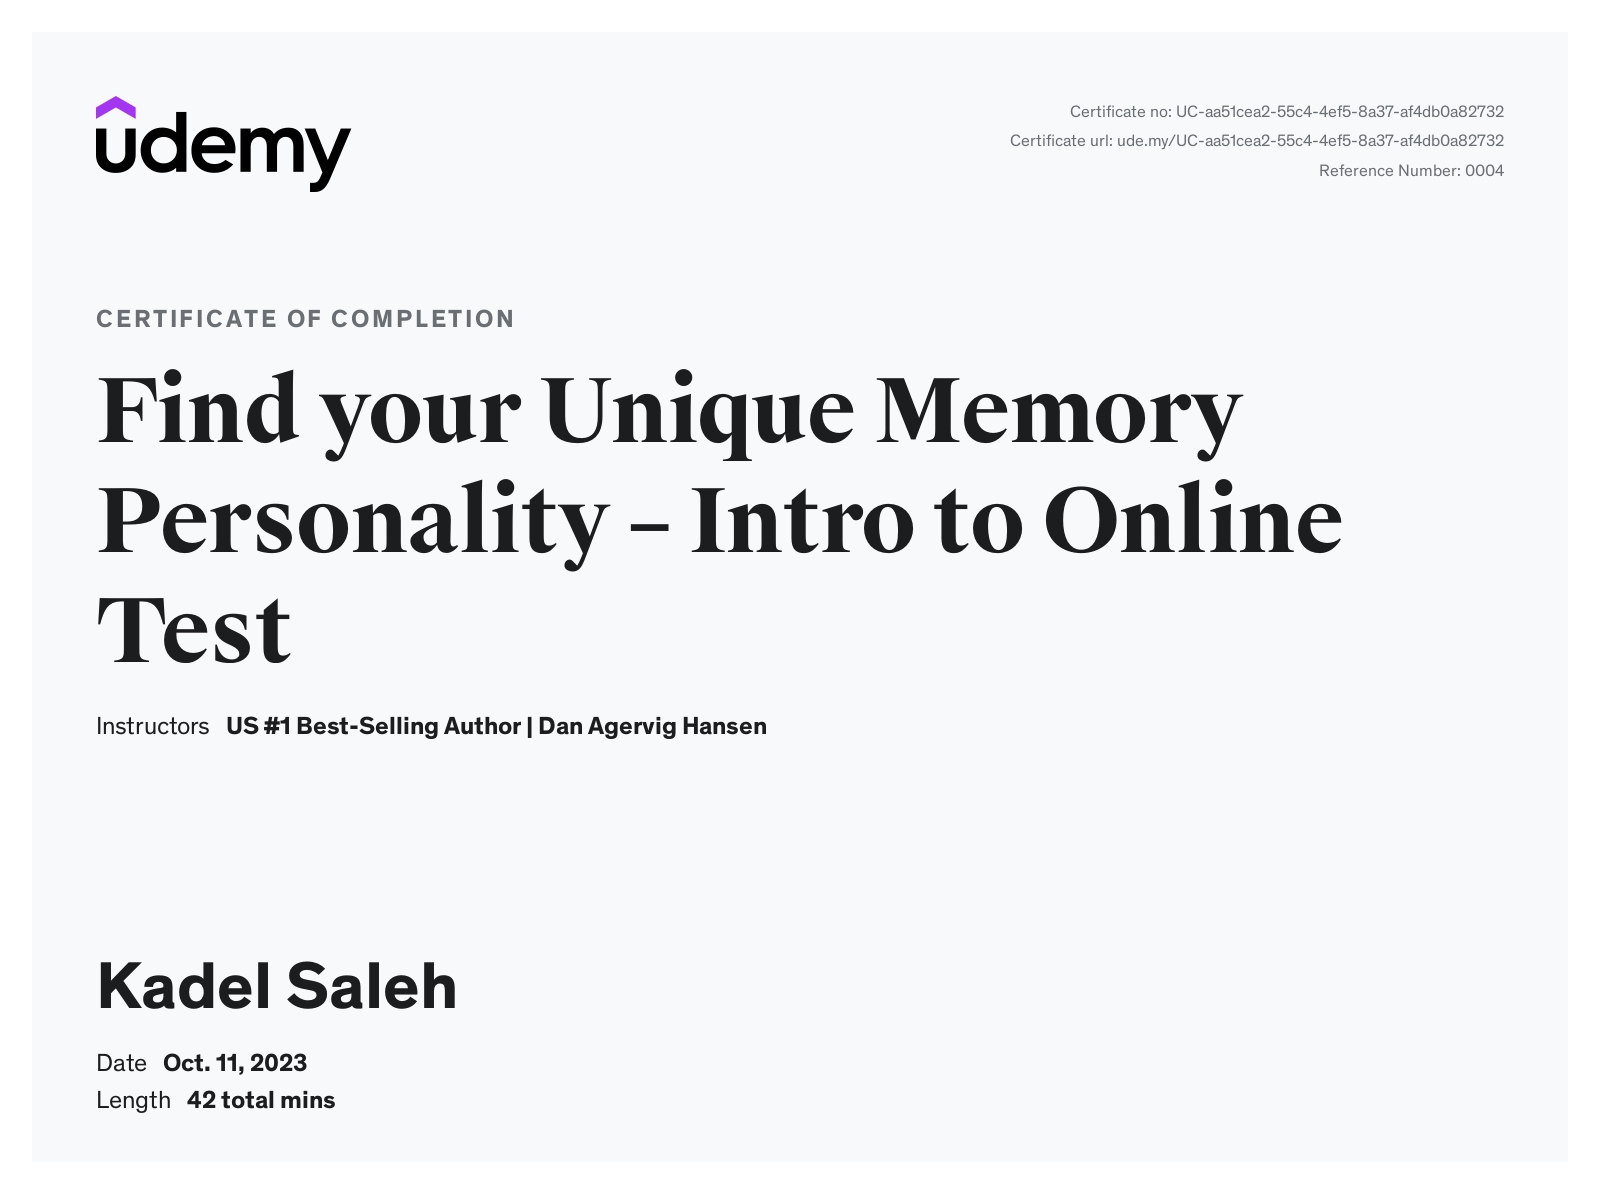 udemy
Certificate no: UC-aa51cea2-55c4-4ef5-8a37-af4db0a82732
Certificate url: ude.my/UC-aa51cea2-55c4-4ef5-8a37-af4db0a82732
Reference Number: 0004
CERTIFICATE OF COMPLETION
Find your Unique Memory
Personality – Intro to Online
Test
Instructors US #1 Best-Selling Author | Dan Agervig Hansen
Kadel Saleh
Date Oct. 11, 2023
Length 42 total mins